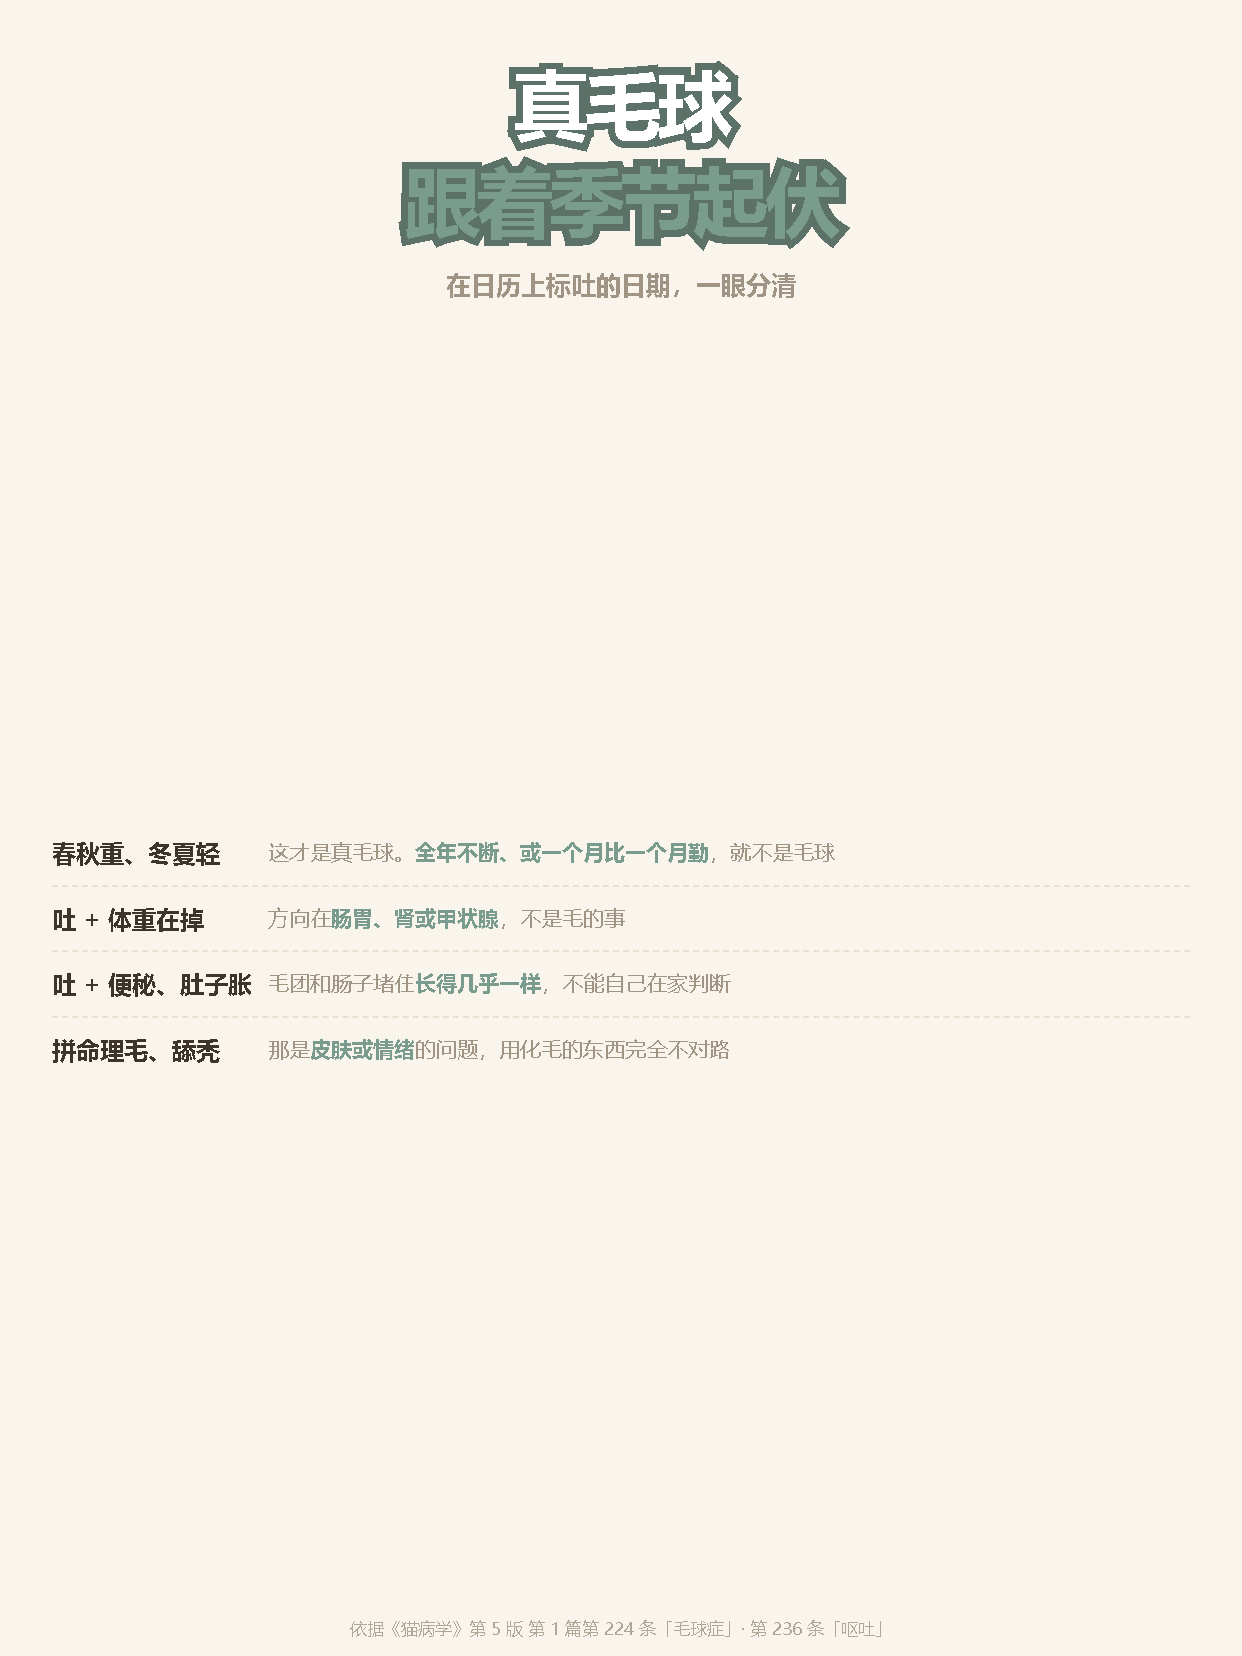 真毛球
跟着季节起伏
在日历上标吐的日期，一眼分清
春秋重、冬夏轻 这才是真毛球。全年不断、或一个月比一个月勤，就不是毛球
吐 + 体重在掉 方向在肠胃、肾或甲状腺，不是毛的事
吐 + 便秘、肚子胀 毛团和肠子堵住长得几乎一样，不能自己在家判断
拼命理毛、舔秃 那是皮肤或情绪的问题，用化毛的东西完全不对路
依据《猫病学》第 5 版 第 1 篇第 224 条「毛球症」· 第 236 条「呕吐」